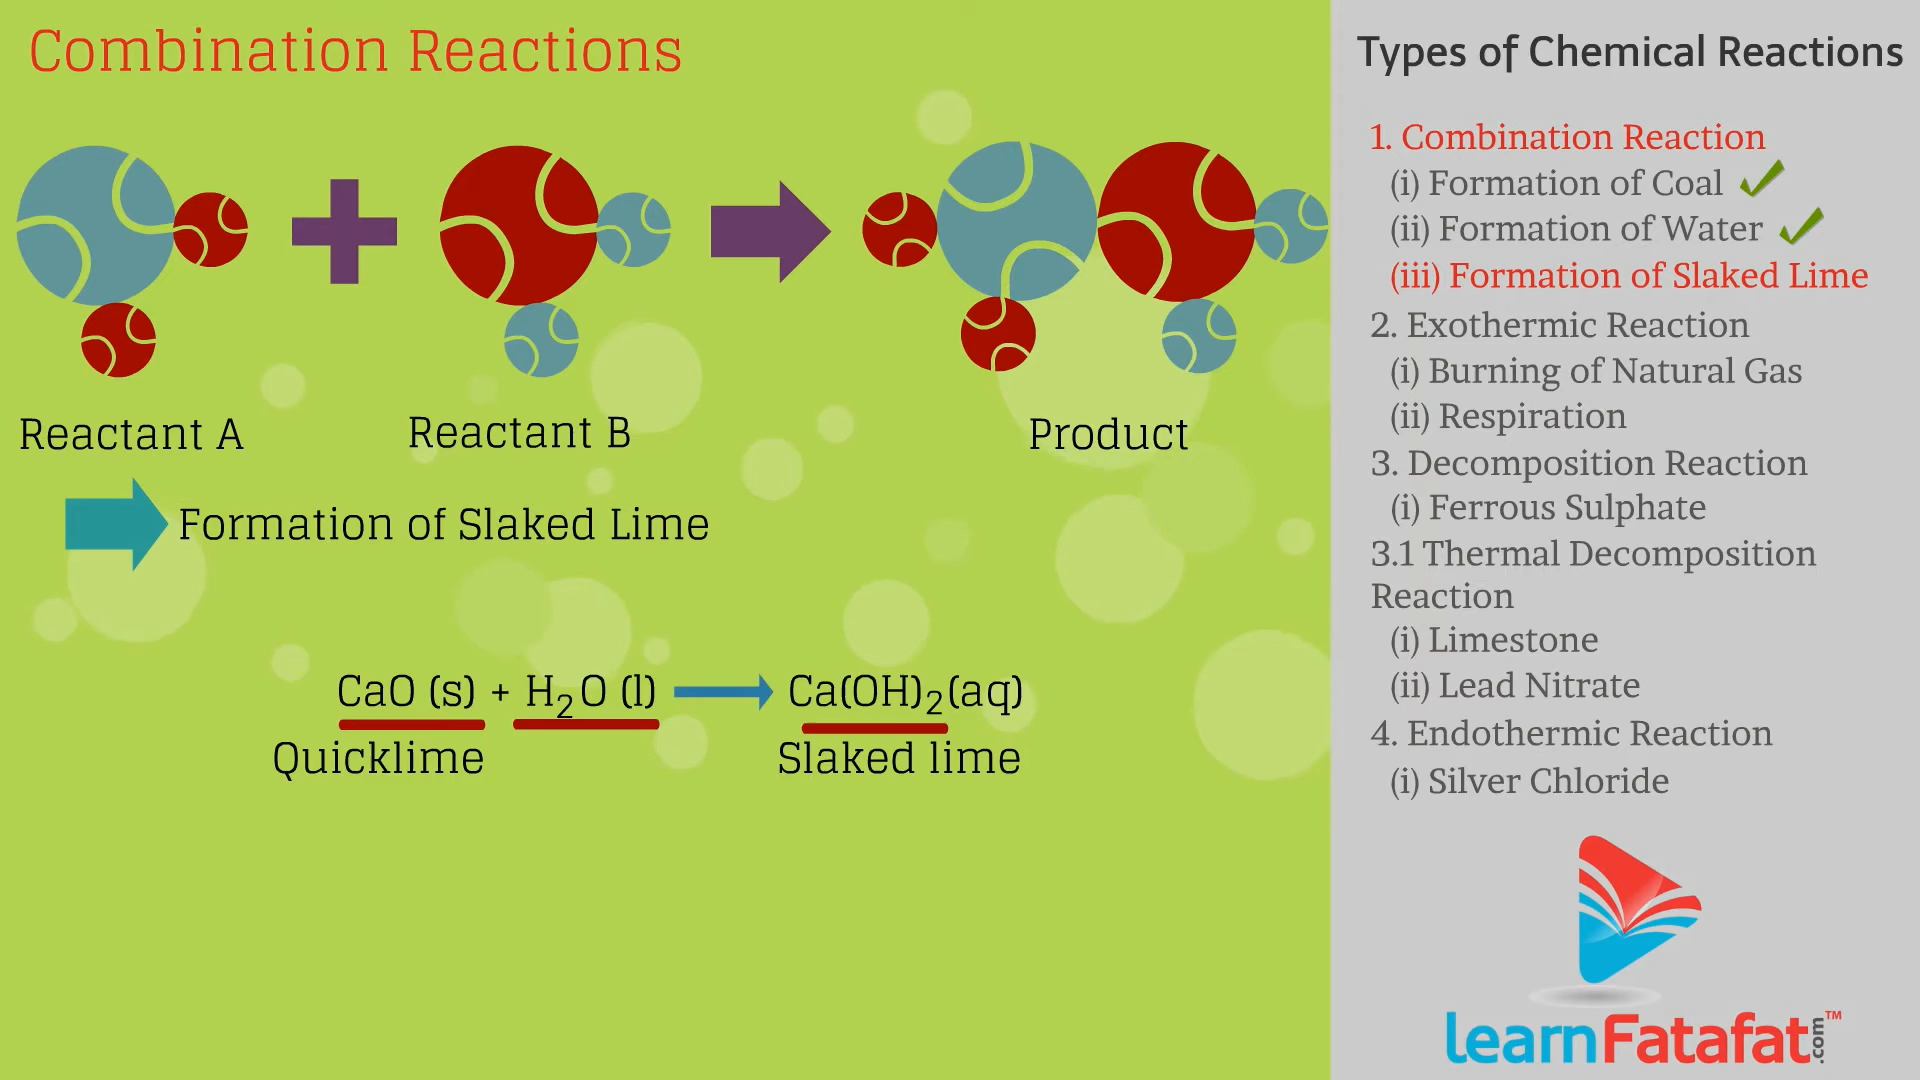 Combination Reactions
Reactant A
Reactant B
Product
Formation of Slaked Lime
CaO (s) + H₂O (l) Ca(OH)₂(aq)
Quicklime
Slaked lime
Types of Chemical Reactions
1. Combination Reaction
(i) Formation of Coal
(ii) Formation of Water
(iii) Formation of Slaked Lime
2. Exothermic Reaction
(i) Burning of Natural Gas
(ii) Respiration
3. Decomposition Reaction
(i) Ferrous Sulphate
3.1 Thermal Decomposition
Reaction
(i) Limestone
(ii) Lead Nitrate
4. Endothermic Reaction
(i) Silver Chloride
learnFatafat.com™